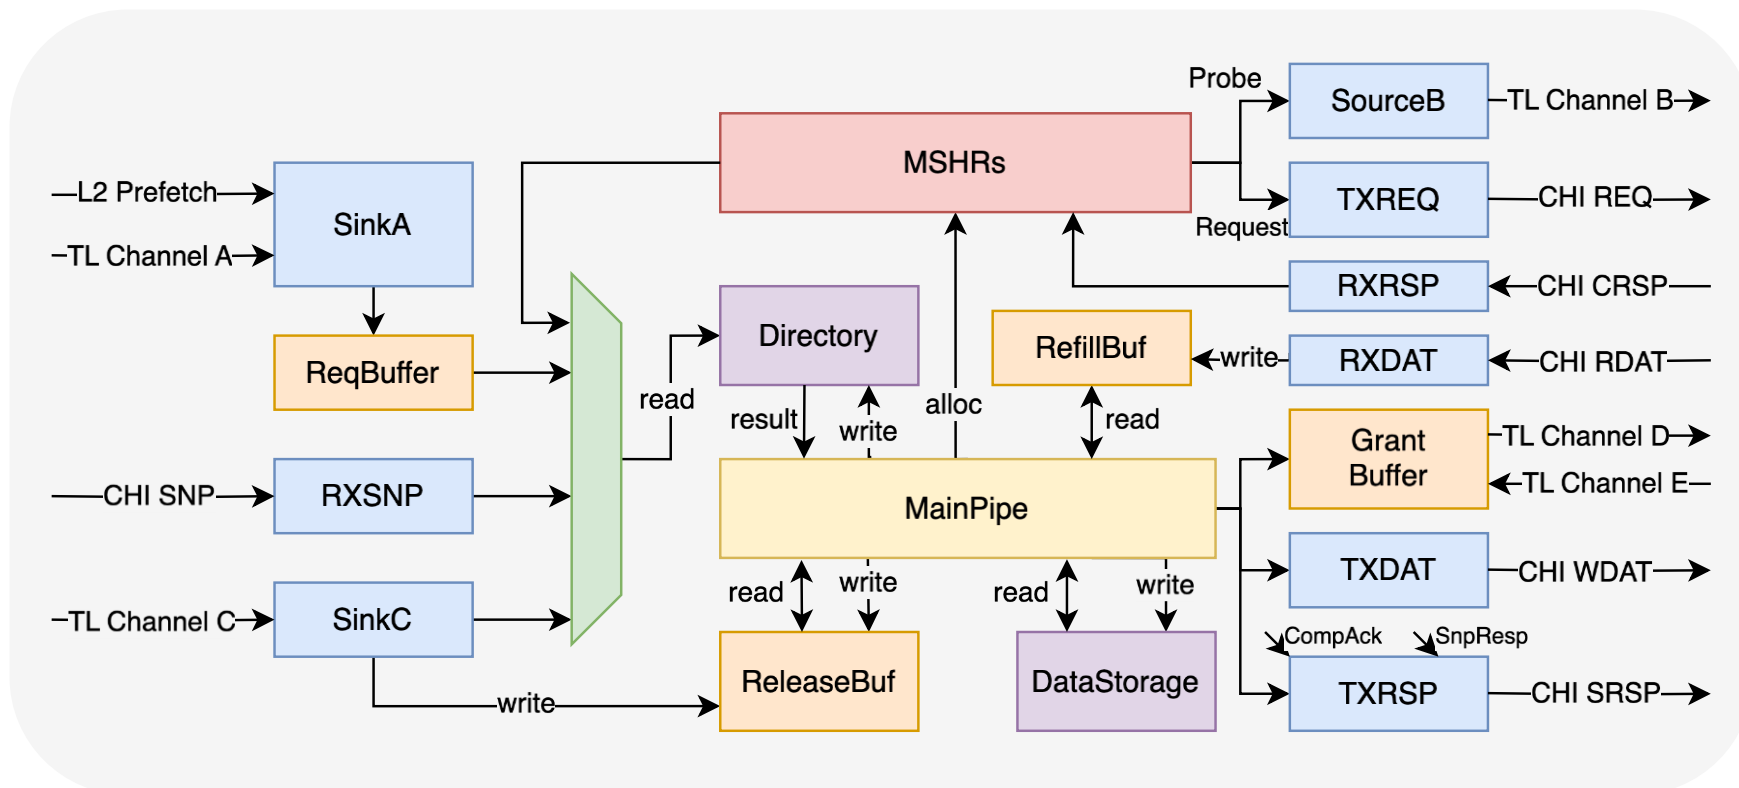 Probe
SourceB
TL Channel B
MSHRs
L2 Prefetch
SinkA
TL Channel A
TXREQ
CHI REQ
Request
RXRSP
CHI CRSP
Directory
RefillBuf
write
RXDAT
CHI RDAT
ReqBuffer
read
result
write
alloc
read
Grant
Buffer
TL Channel D
TL Channel E
CHI SNP
RXSNP
MainPipe
TXDAT
CHI WDAT
read
write
read
write
TL Channel C
SinkC
CompAck
SnpResp
ReleaseBuf
DataStorage
TXRSP
CHI SRSP
write